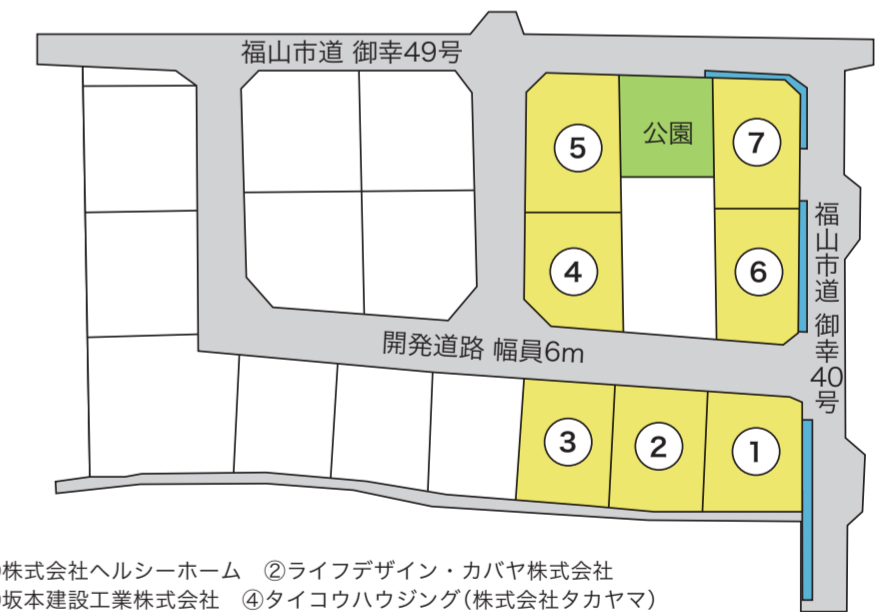 福山市道 御幸49号
⑤
公園
⑦
④
⑥
福山市道 御幸40号
開発道路 幅員6m
③
②
①
株式会社ヘルシーホーム ②ライフデザイン・カバヤ株式会社
坂本建設工業株式会社 ④タイコウハウジング(株式会社タカヤマ)